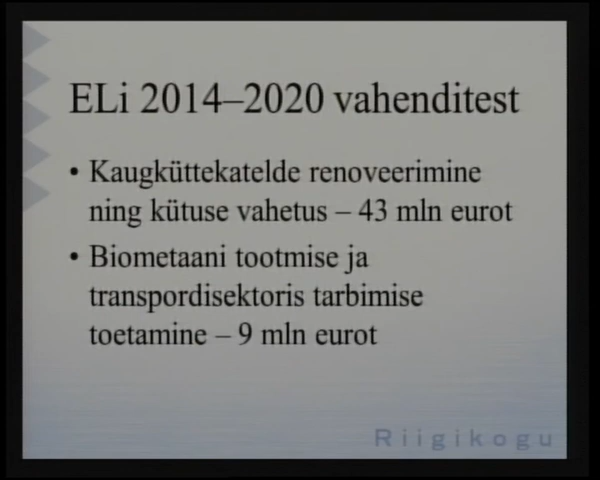 ELi 2014–2020 vahenditest
• Kaugküttekatelde renoveerimine
ning kütuse vahetus – 43 mln eurot
• Biometaani tootmise ja
transpordisektoris tarbimise
toetamine – 9 mln eurot
Riigikogu